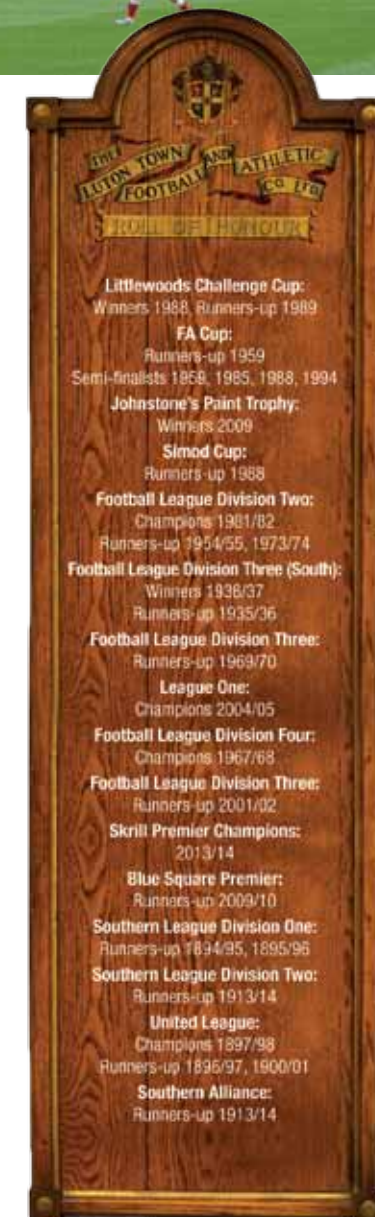 THE
LUTON TOWN
FOOTBALL
AND
ATHLETIC
CO LTD
ROLL OF HONOUR
Littlewoods Challenge Cup:
Winners 1988, Runners-up 1989
FA Cup:
Runners-up 1959
Semi-finalists 1959, 1985, 1988, 1994
Johnstone's Paint Trophy:
Winners 2009
Simod Cup:
Runners-up 1988
Football League Division Two:
Champions 1981/82
Runners-up 1954/55, 1973/74
Football League Division Three (South):
Winners 1936/37
Runners-up 1935/36
Football League Division Three:
Runners-up 1969/70
League One:
Champions 2004/05
Football League Division Four:
Champions 1967/68
Football League Division Three:
Runners-up 2001/02
Skrill Premier Champions:
2013/14
Blue Square Premier:
Runners-up 2009/10
Southern League Division One:
Runners-up 1894/95, 1895/96
Southern League Division Two:
Runners-up 1913/14
United League:
Champions 1897/98
Runners-up 1896/97, 1900/01
Southern Alliance:
Runners-up 1913/14